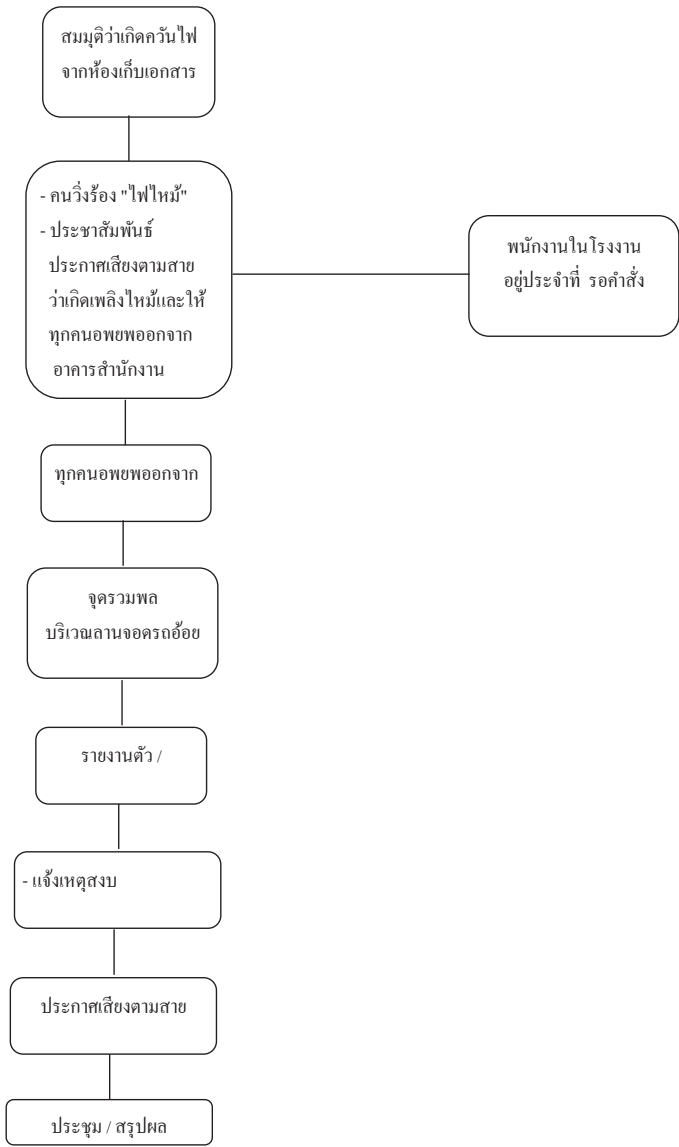 สมมุติว่าเกิดควันไฟ
จากห้องเก็บเอกสาร
- คนวิ่งร้อง "ไฟไหม้"
- ประชาสัมพันธ์
ประกาศเสียงตามสาย
ว่าเกิดเพลิงไหม้และให้
ทุกคนอพยพออกจาก
อาคารสำนักงาน
พนักงานในโรงงาน
อยู่ประจำที่ รอคำสั่ง
ทุกคนอพยพออกจาก
จุดรวมพล
บริเวณลานจอดรถอ้อย
รายงานตัว /
- แจ้งเหตุสงบ
ประกาศเสียงตามสาย
ประชุม / สรุปผล